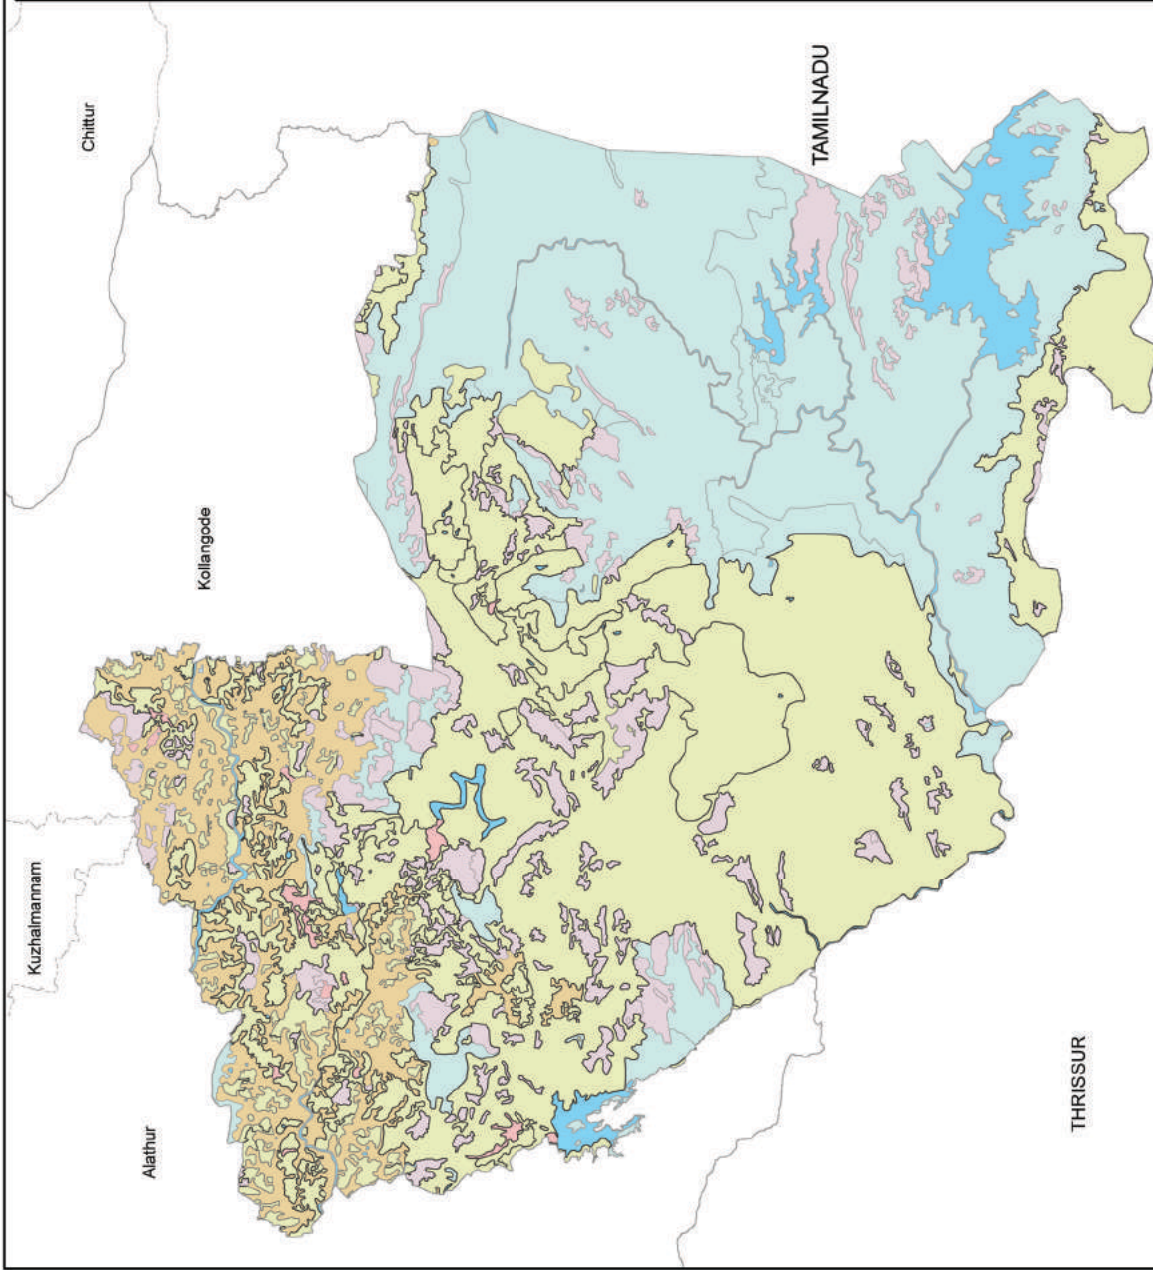 Chittur
TAMILNADU
Kollangode
Kuzhalmannam
Alathur
THRISSUR